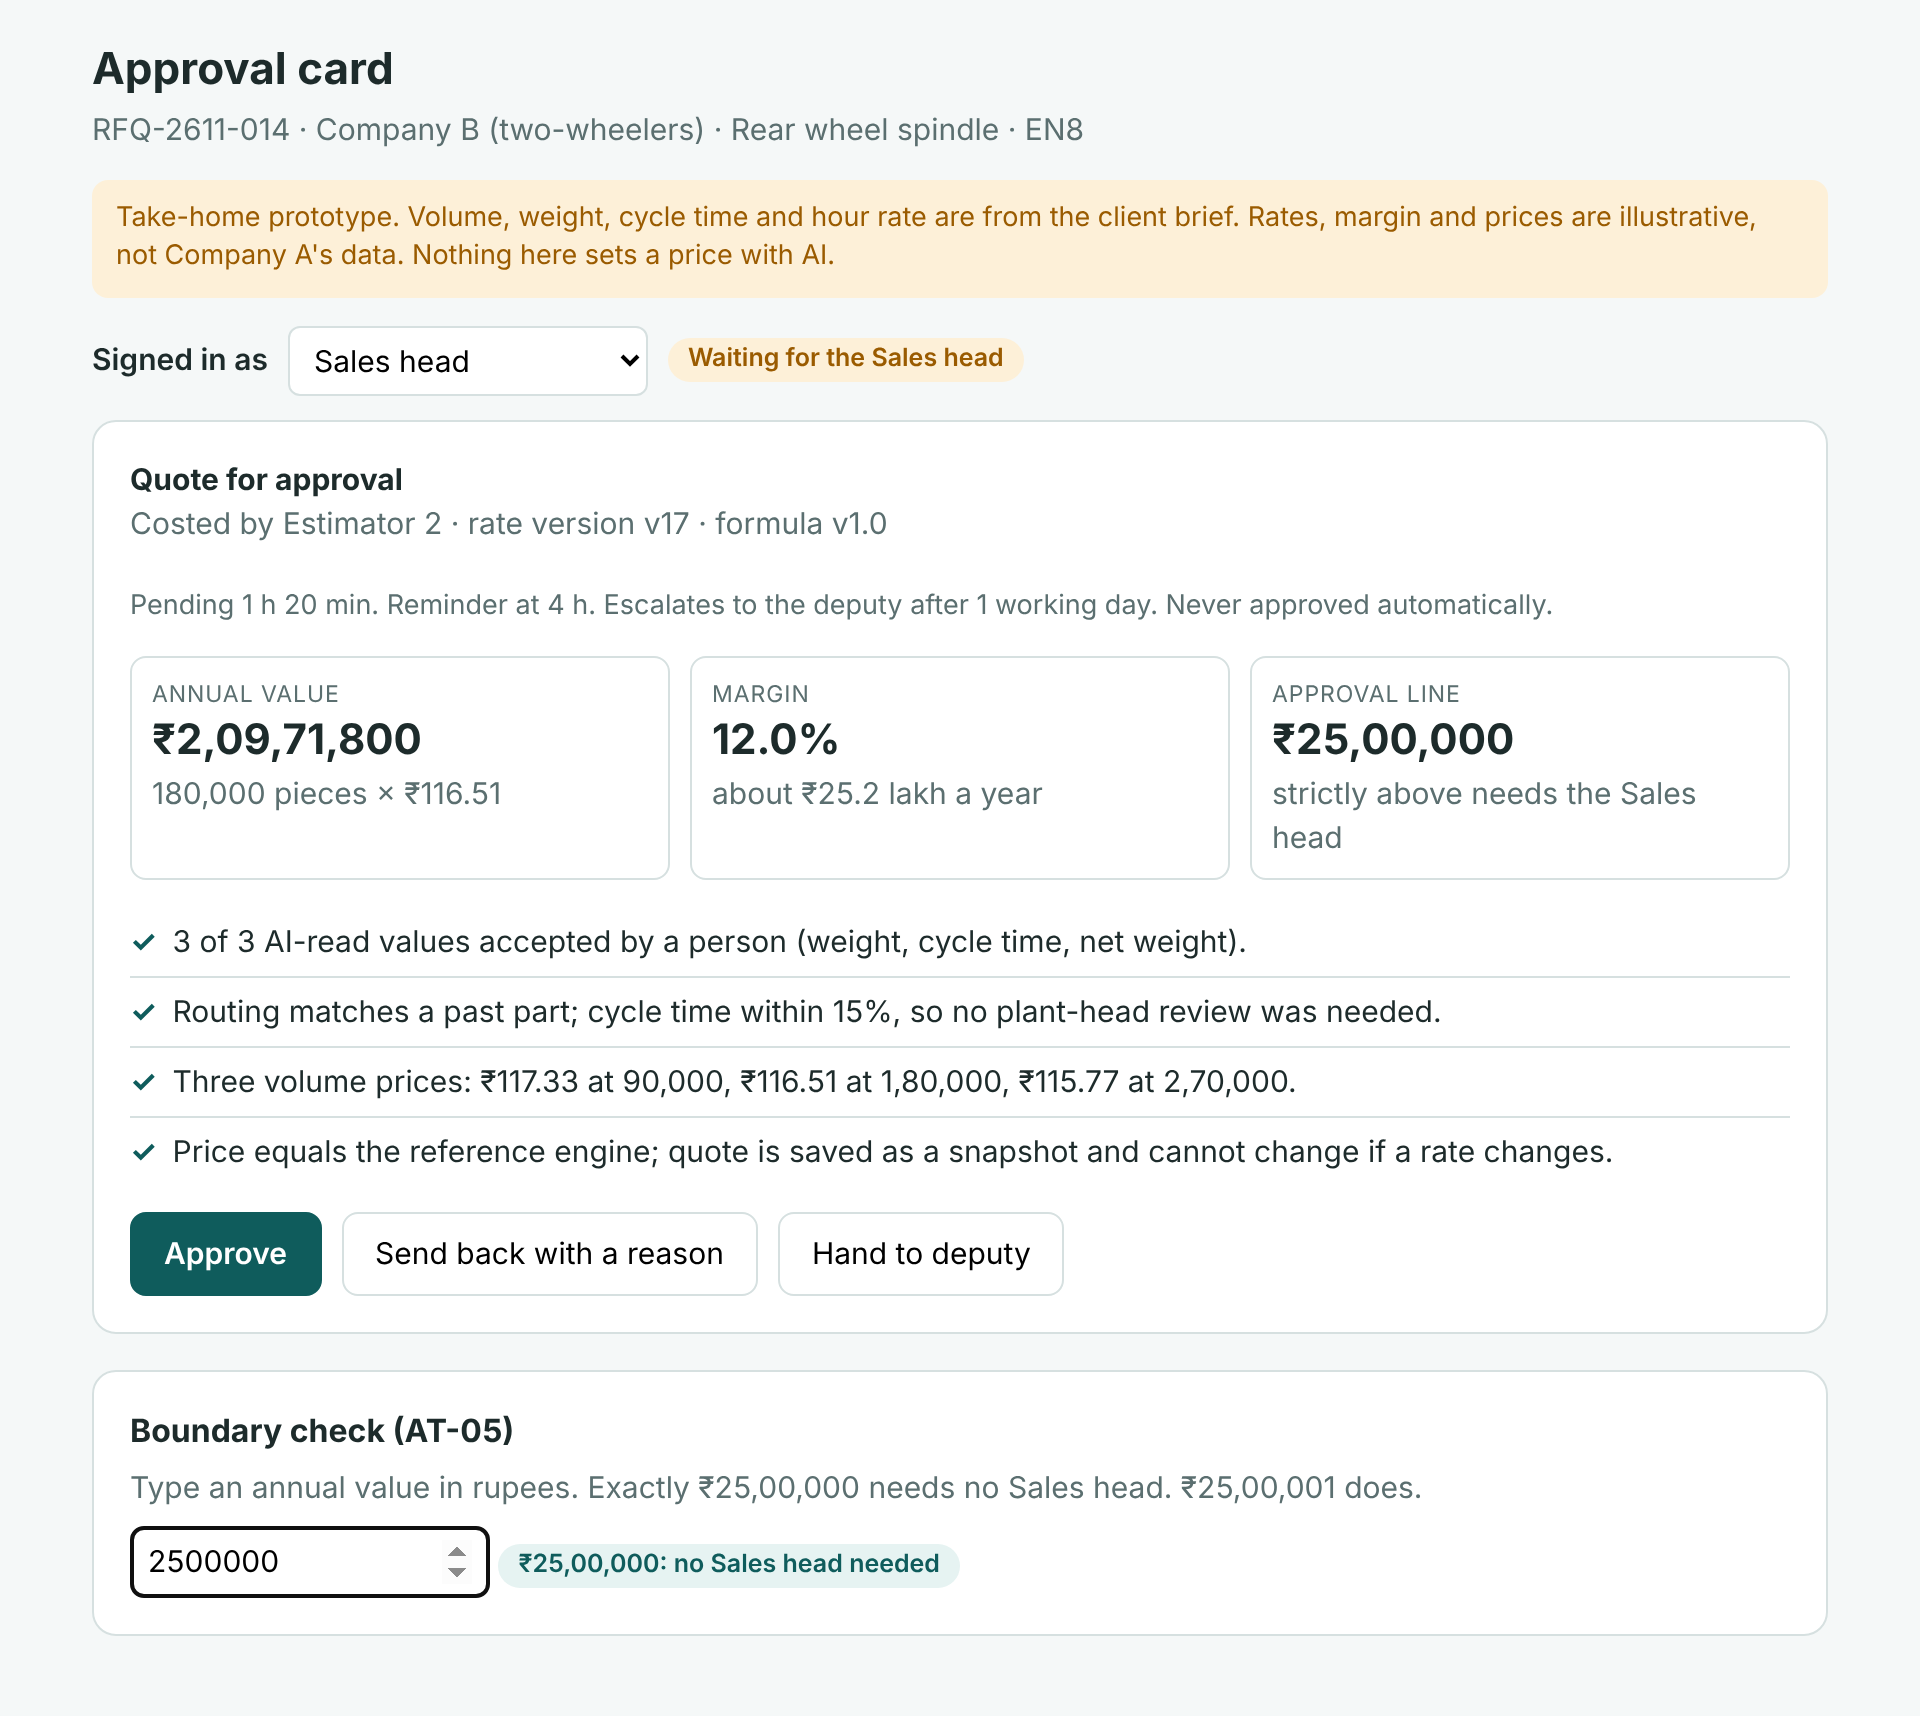 Approval card
RFQ-2611-014 · Company B (two-wheelers) · Rear wheel spindle · EN8
Take-home prototype. Volume, weight, cycle time and hour rate are from the client brief. Rates, margin and prices are illustrative,
not Company A's data. Nothing here sets a price with AI.
Signed in as Sales head Waiting for the Sales head
Quote for approval
Costed by Estimator 2 · rate version v17 · formula v1.0
Pending 1 h 20 min. Reminder at 4 h. Escalates to the deputy after 1 working day. Never approved automatically.
ANNUAL VALUE
₹2,09,71,800
180,000 pieces × ₹116.51
MARGIN
12.0%
about ₹25.2 lakh a year
APPROVAL LINE
₹25,00,000
strictly above needs the Sales
head
✓ 3 of 3 AI-read values accepted by a person (weight, cycle time, net weight).
✓ Routing matches a past part; cycle time within 15%, so no plant-head review was needed.
✓ Three volume prices: ₹117.33 at 90,000, ₹116.51 at 1,80,000, ₹115.77 at 2,70,000.
✓ Price equals the reference engine; quote is saved as a snapshot and cannot change if a rate changes.
Approve Send back with a reason Hand to deputy
Boundary check (AT-05)
Type an annual value in rupees. Exactly ₹25,00,000 needs no Sales head. ₹25,00,001 does.
2500000 ₹25,00,000: no Sales head needed